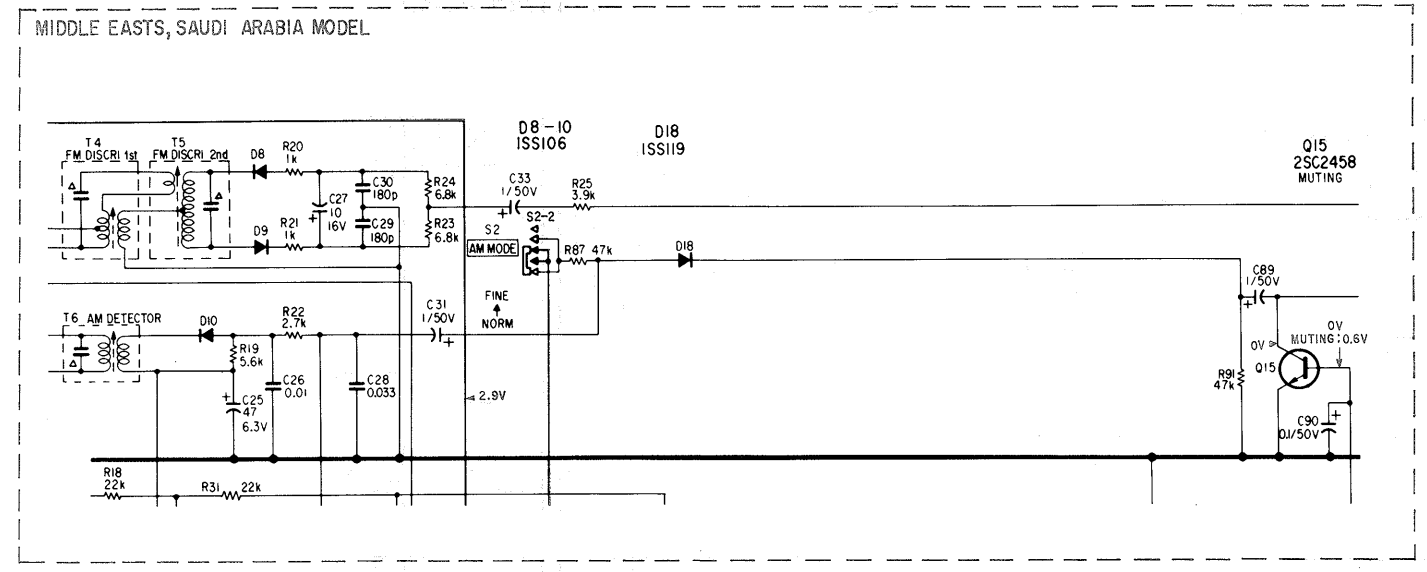 MIDDLE EASTS, SAUDI ARABIA MODEL
D8-10
ISS106
D18
ISS119
Q15
2SC2458
MUTING
T4
FM DISCRI 1st
T5
FM DISCRI 2nd
D8
R20
1k
C27
10
16V
C30
180p
C29
180p
R24
6.8k
R23
6.8k
R21
1k
D9
C33
1/50V
R25
3.9k
S2-2
S2
AM MODE
R87 47k
D18
FINE
NORM
C89
1/50V
T6 AM DETECTOR
D10
R22
2.7k
C31
1/50V
R19
5.6k
C26
0.01
C28
0.033
C25
47
6.3V
2.9V
0V
MUTING:0.6V
0V
Q15
R91
47k
C90
0.1/50V
R18
22k
R31 22k